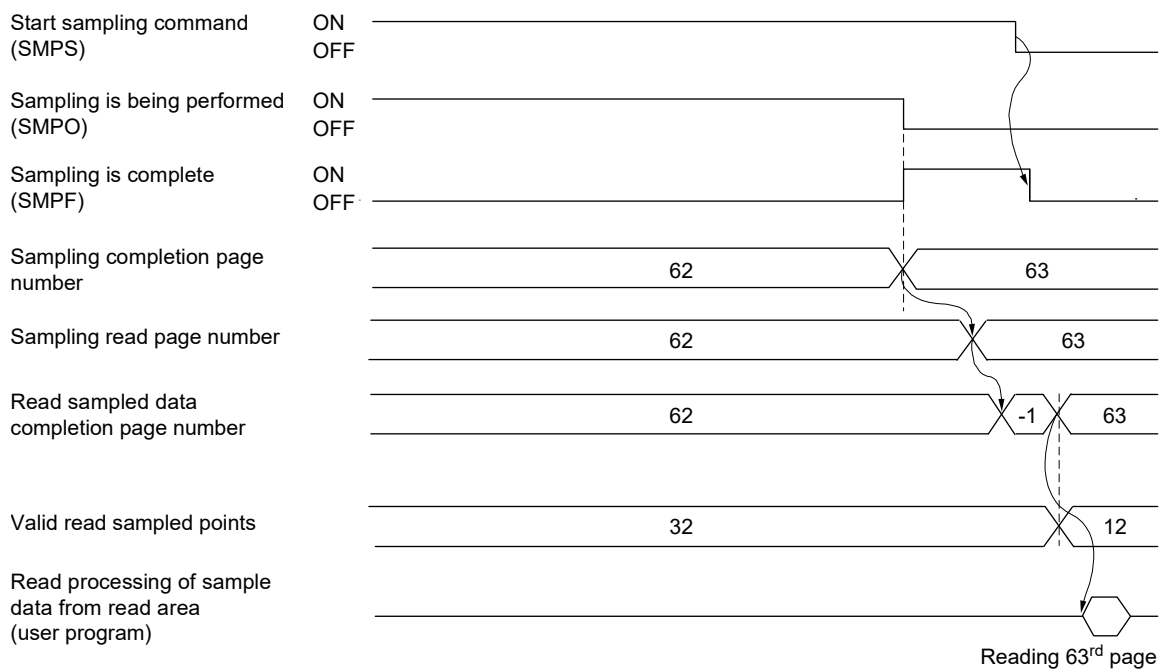 Start sampling command ON
(SMPS) OFF
Sampling is being performed ON
(SMPO) OFF
Sampling is complete ON
(SMPF) OFF
Sampling completion page
number
62 63
Sampling read page number 62 63
Read sampled data
completion page number
62 -1 63
Valid read sampled points 32 12
Read processing of sample
data from read area
(user program)
Reading 63rd page